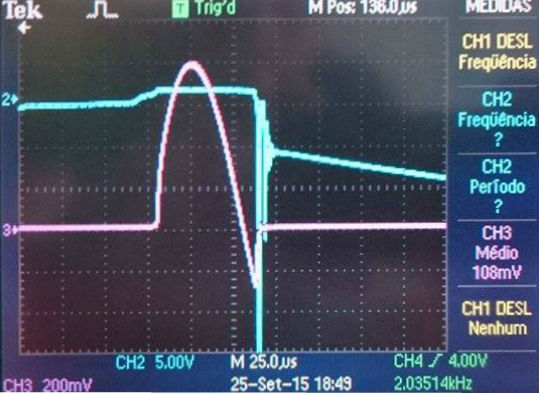 Tek
T Trig'd
M Pos: 136.0µs
MEDIDAS
CH1 DESL
Freqüência
2
CH2
Freqüência
?
CH2
Período
?
3
CH3
Médio
108mV
CH1 DESL
Nenhum
CH2 5.00V
M 25.0µs
CH4 / 4.00V
CH3 200mV
25-Set-15 18:49
2.03514kHz